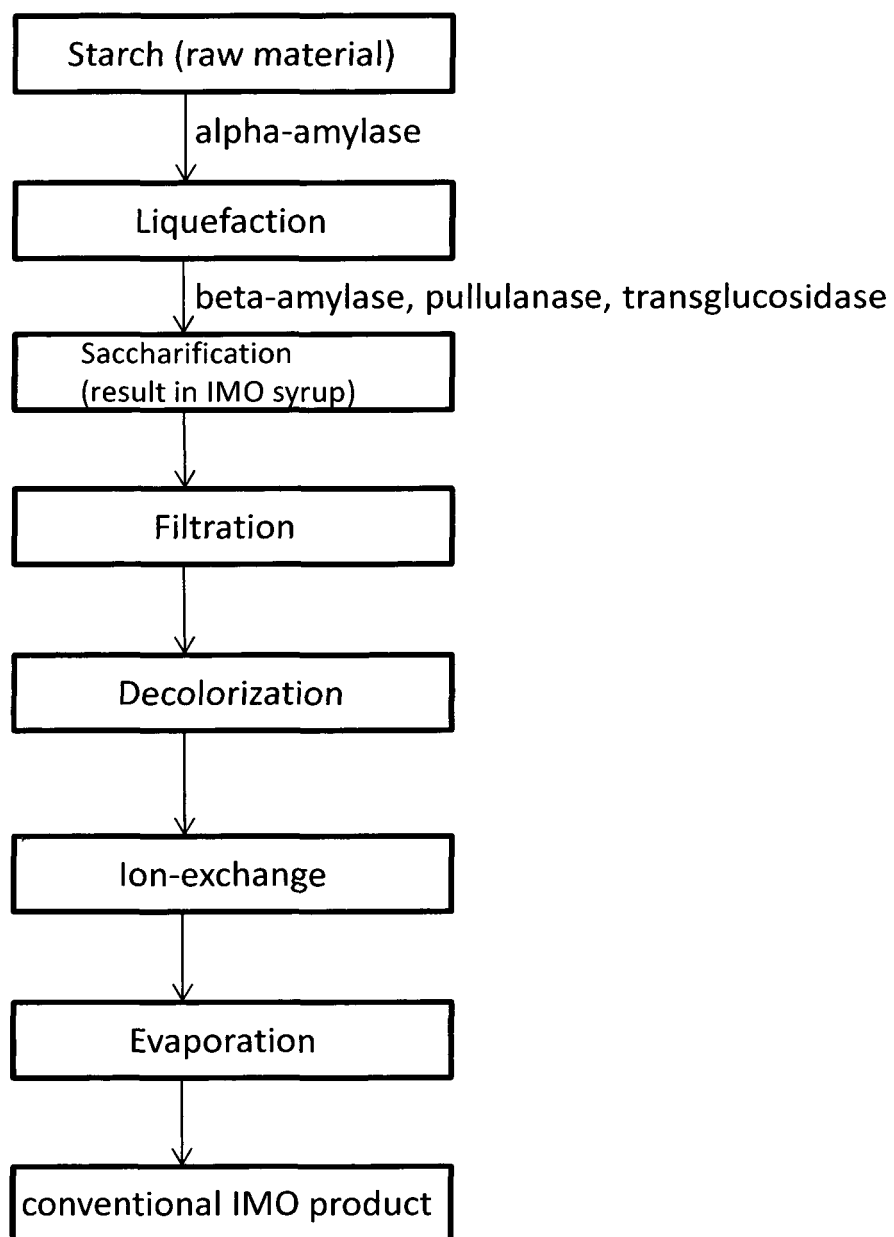 Starch (raw material)
alpha-amylase
Liquefaction
beta-amylase, pullulanase, transglucosidase
Saccharification
(result in IMO syrup)
Filtration
Decolorization
Ion-exchange
Evaporation
conventional IMO product